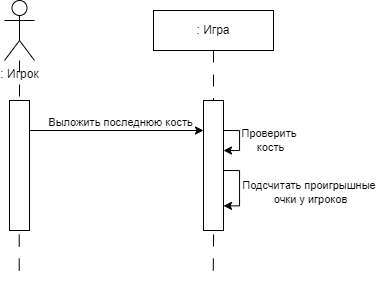 : Игра
: Игрок
Выложить последнюю кость
Проверить
кость
Подсчитать проигрышные
очки у игроков